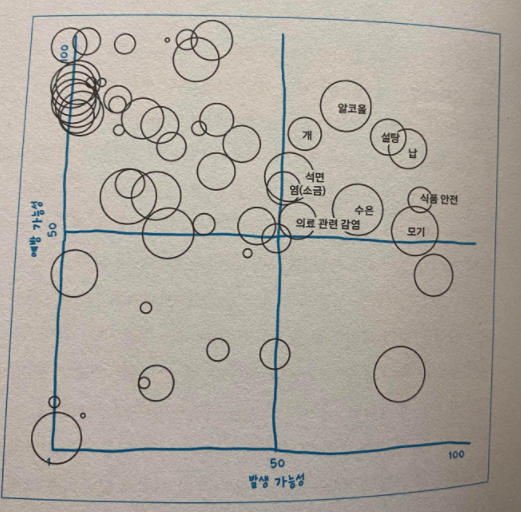 100
알코올
개
설탕
납
석면
염(소금)
식품 안전
수은
의료 관련 감염
모기
예방 가능성
50
1
50
100
발생 가능성